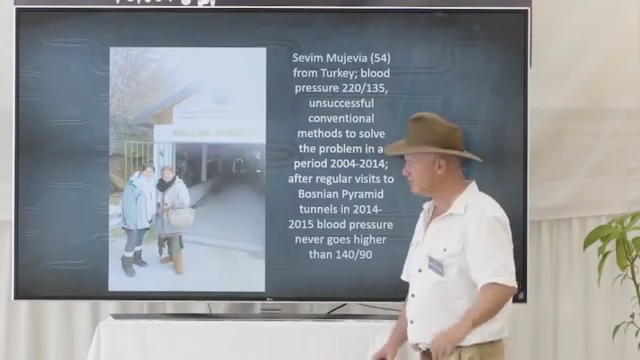 Sevim Mujevia (54)
from Turkey; blood
pressure 220/135,
unsuccessful
conventional
methods to solve
the problem in a
period 2004-2014;
after regular visits to
Bosnian Pyramid
tunnels in 2014-
2015 blood pressure
never goes higher
than 140/90
LG